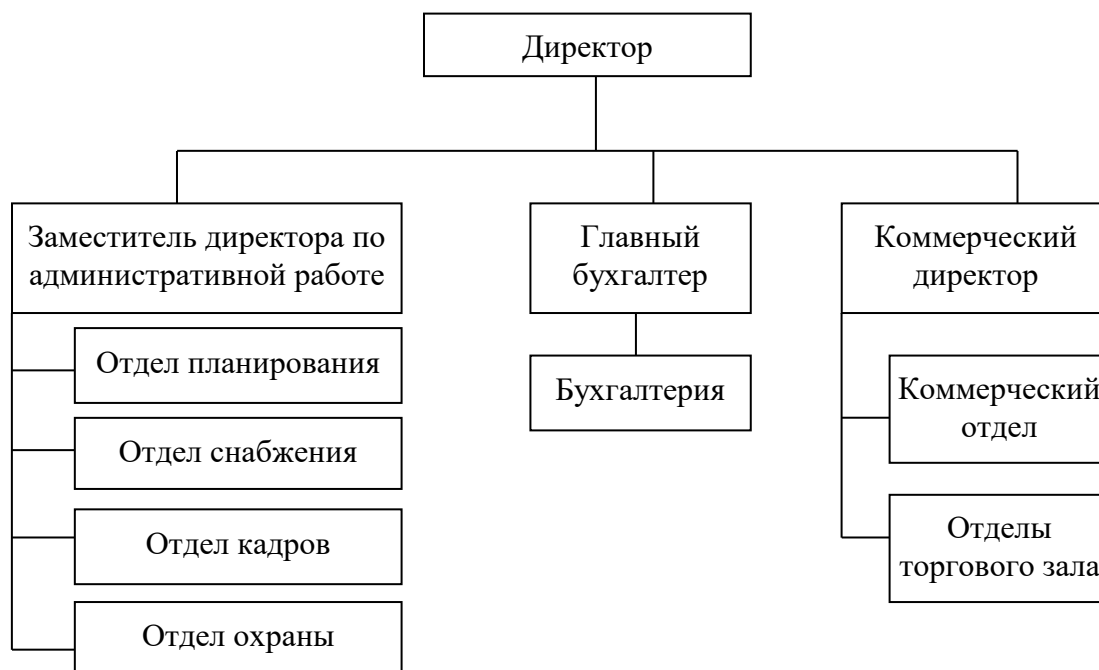 Директор
Заместитель директора по
административной работе
Главный
бухгалтер
Коммерческий
директор
Отдел планирования
Отдел снабжения
Отдел кадров
Отдел охраны
Бухгалтерия
Коммерческий
отдел
Отделы
торгового зала